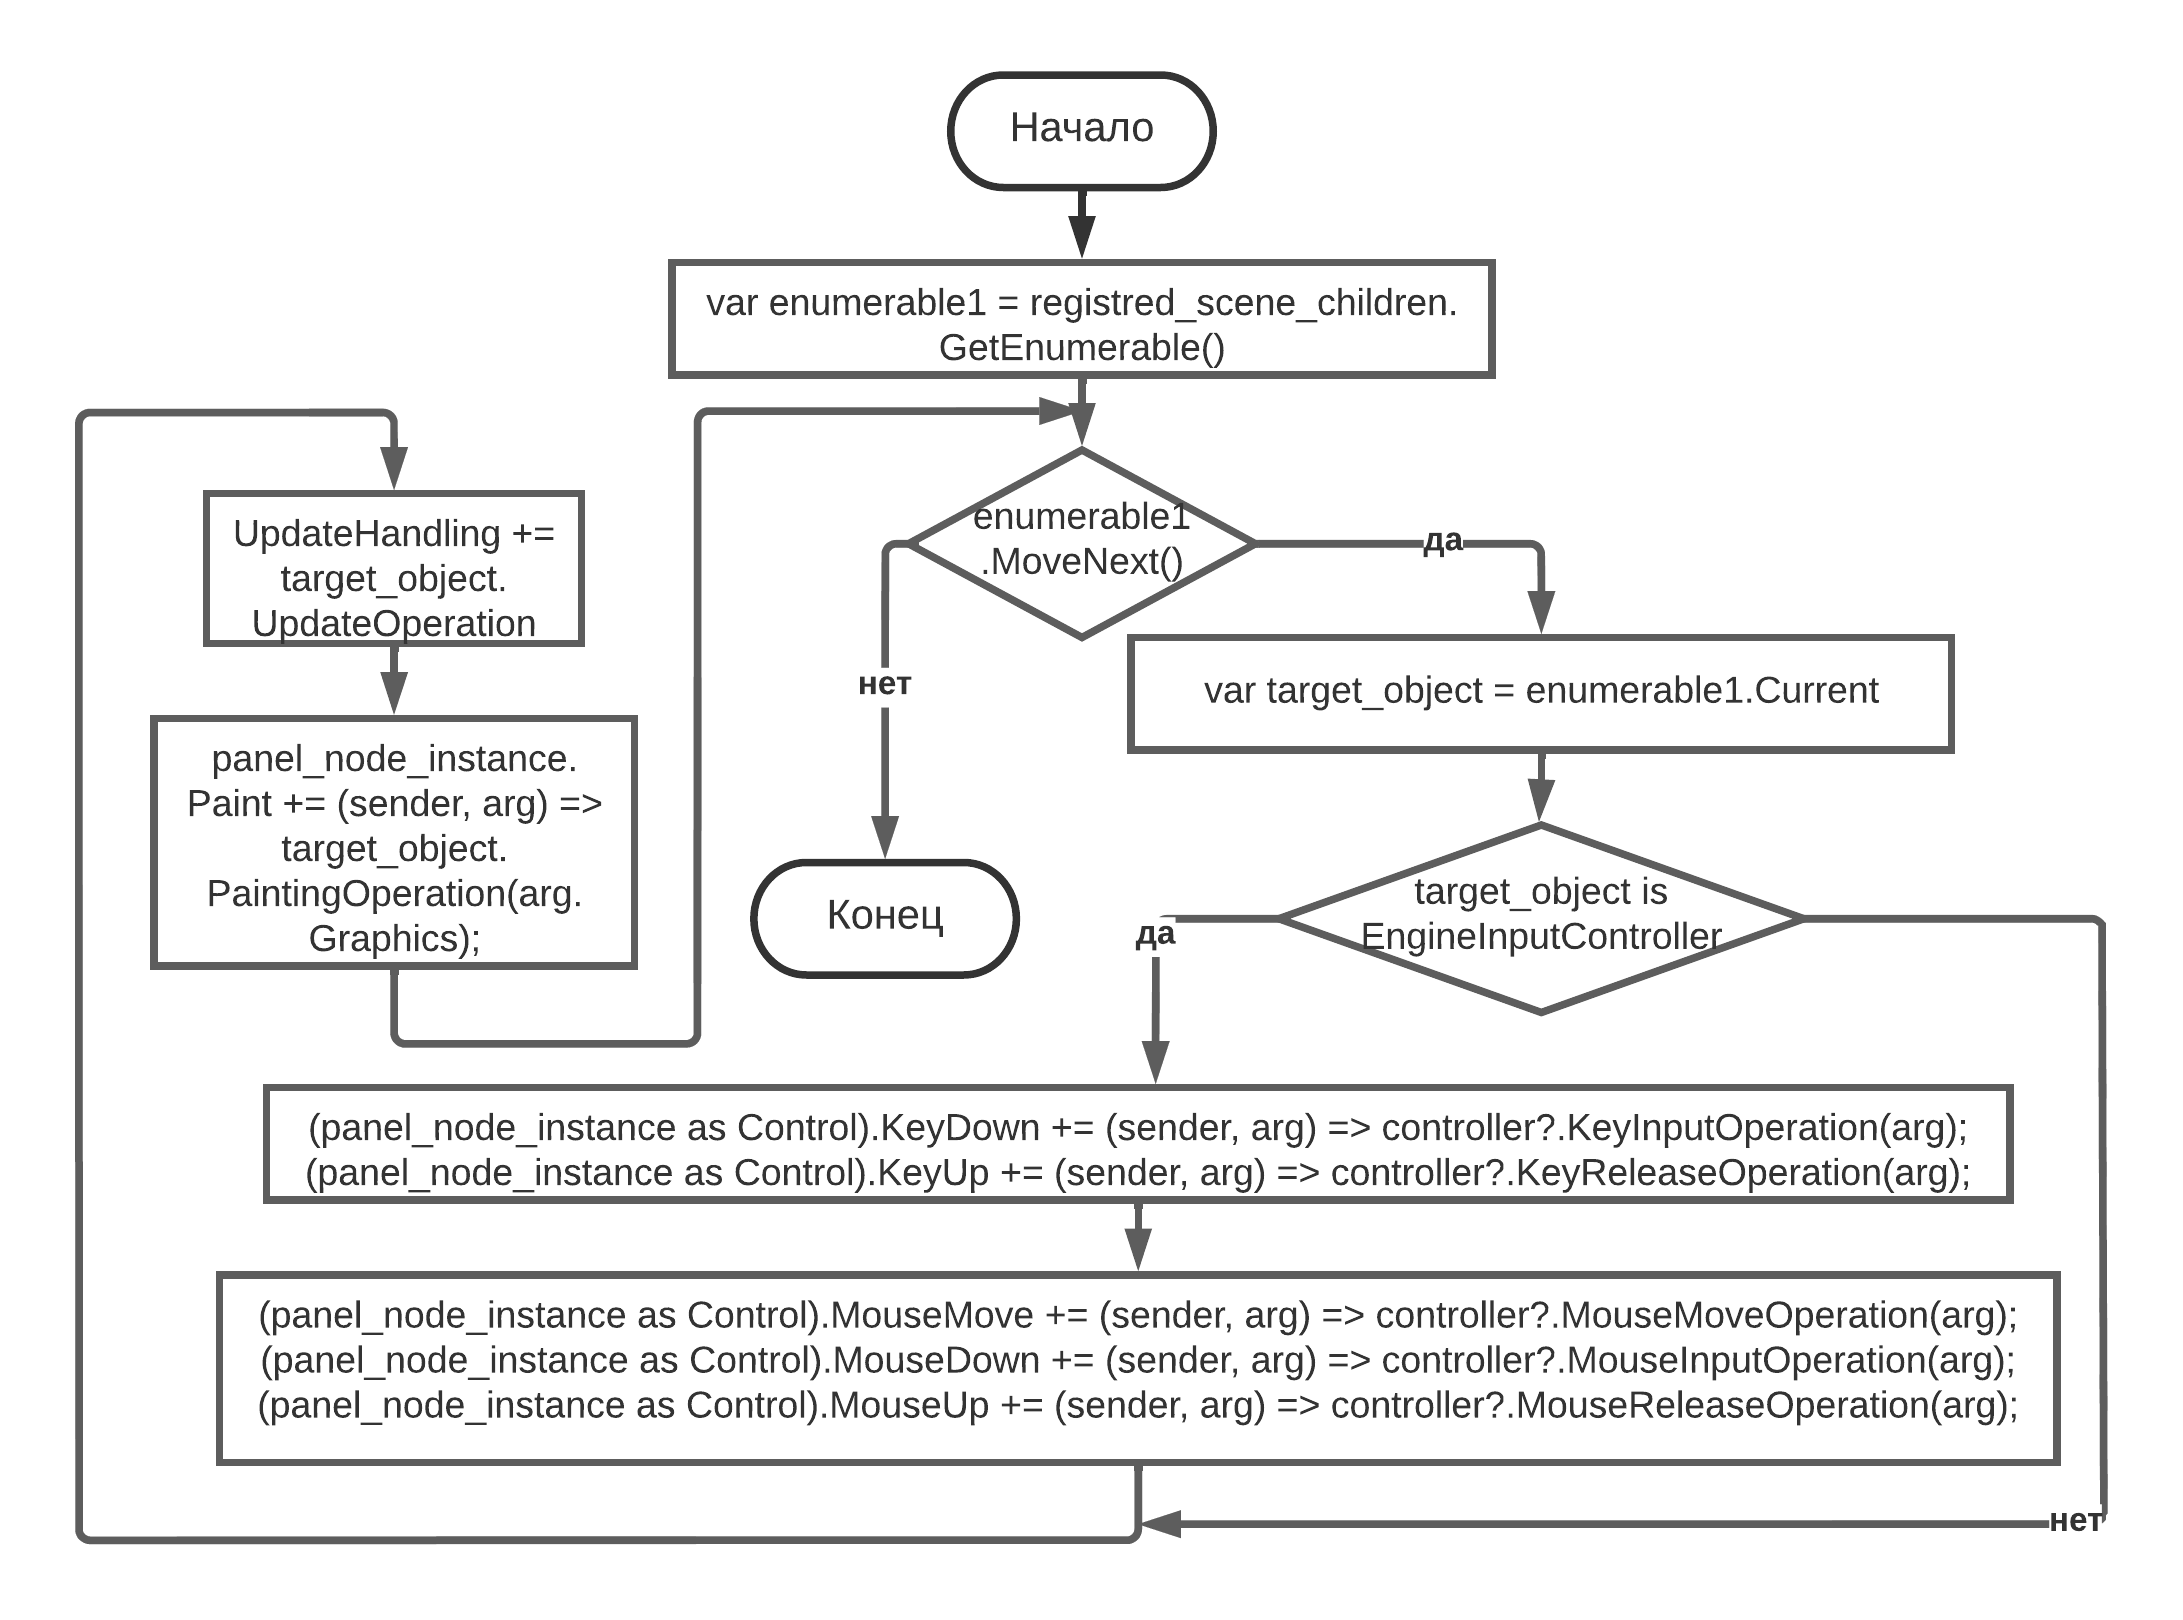 Начало
var enumerable1 = registred_scene_children.
GetEnumerable()
enumerable1
.MoveNext()
да
нет
var target_object = enumerable1.Current
Конец
target_object is
EngineInputController
да
нет
(panel_node_instance as Control).KeyDown += (sender, arg) => controller?.KeyInputOperation(arg);
(panel_node_instance as Control).KeyUp += (sender, arg) => controller?.KeyReleaseOperation(arg);
(panel_node_instance as Control).MouseMove += (sender, arg) => controller?.MouseMoveOperation(arg);
(panel_node_instance as Control).MouseDown += (sender, arg) => controller?.MouseInputOperation(arg);
(panel_node_instance as Control).MouseUp += (sender, arg) => controller?.MouseReleaseOperation(arg);
UpdateHandling +=
target_object.
UpdateOperation
panel_node_instance.
Paint += (sender, arg) =>
target_object.
PaintingOperation(arg.
Graphics);